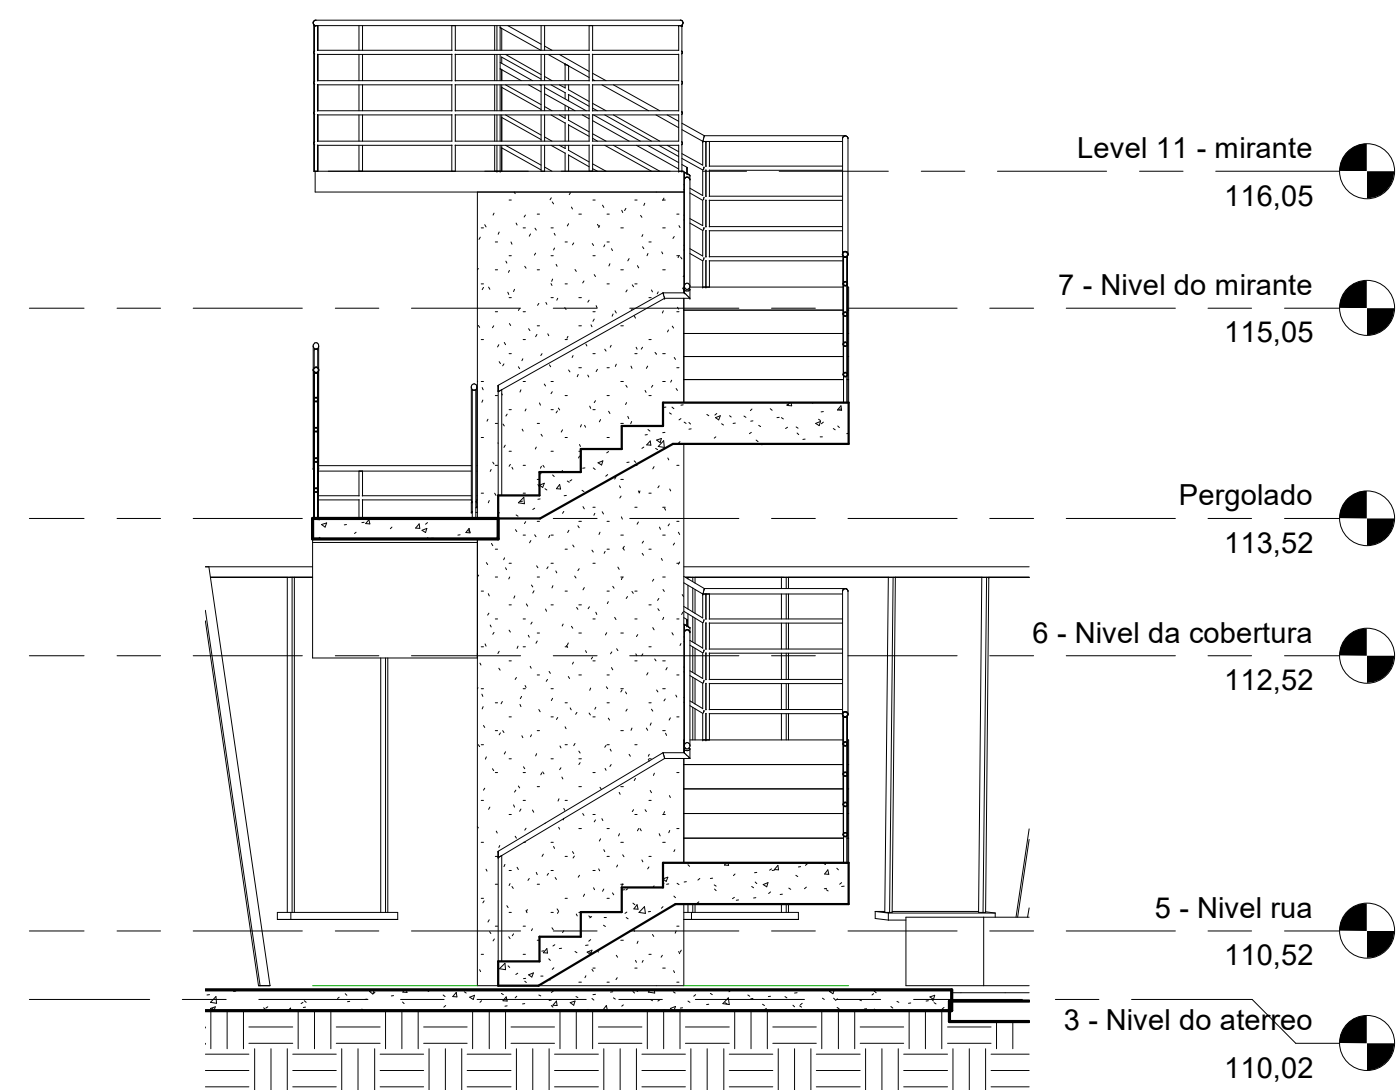 Level 11 - mirante
116,05
7 - Nivel do mirante
115,05
Pergolado
113,52
6 - Nivel da cobertura
112,52
5 - Nivel rua
110,52
3 - Nivel do aterreo
110,02